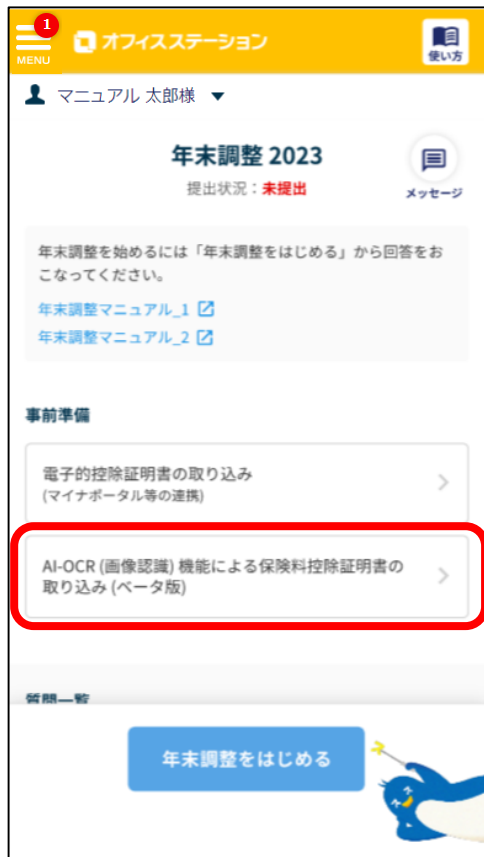 1
MENU
オフィスステーション
使い方
マニュアル 太郎様 ▼
年末調整 2023
提出状況：未提出
メッセージ
年末調整を始めるには「年末調整をはじめる」から回答をお
こなってください。
年末調整マニュアル_1
年末調整マニュアル_2
事前準備
電子的控除証明書の取り込み
(マイナポータル等の連携)
AI-OCR (画像認識) 機能による保険料控除証明書の
取り込み (ベータ版)
質問一覧
年末調整をはじめる